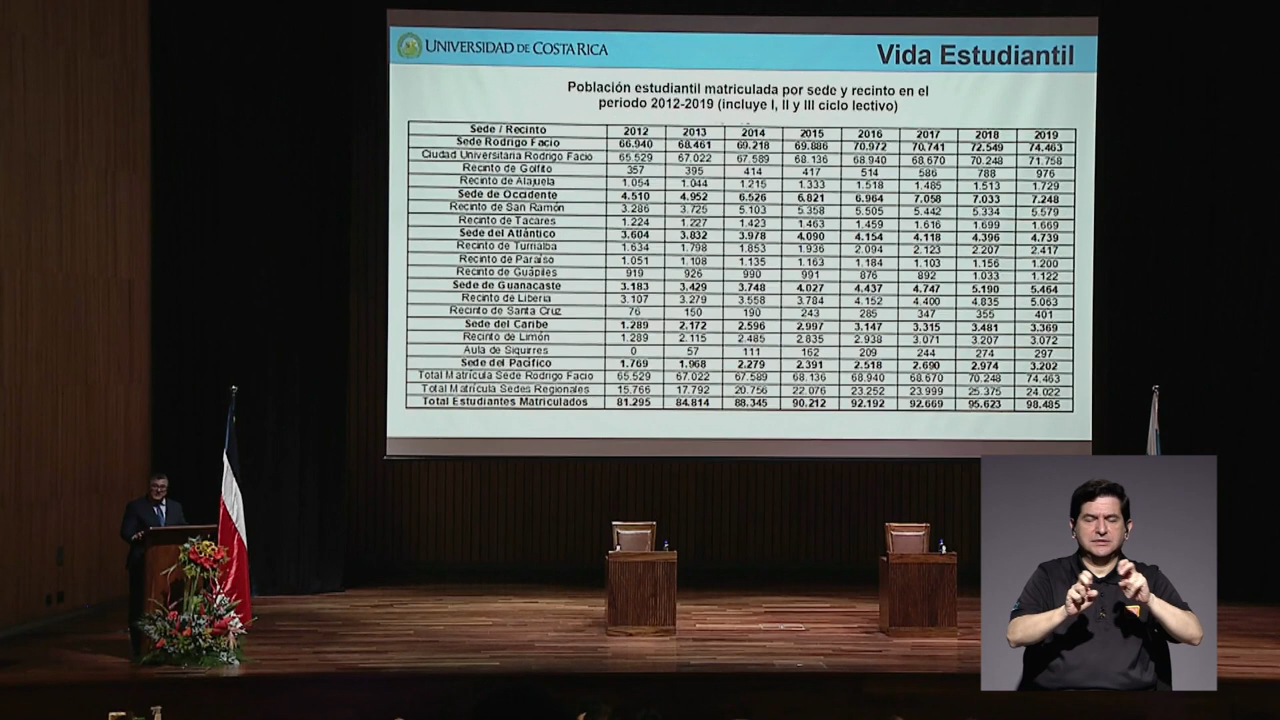 UNIVERSIDAD DE COSTA RICA
Vida Estudiantil
Población estudiantil matriculada por sede y recinto en el
periodo 2012-2019 (incluye I, II y III ciclo lectivo)
Sede / Recinto 2012 2013 2014 2015 2016 2017 2018 2019
Sede Rodrigo Facio 66.940 68.461 69.218 69.886 70.972 70.741 72.549 74.463
Ciudad Universitaria Rodrigo Facio 65.529 67.022 67.589 68.136 68.940 68.670 70.248 71.758
Recinto de Golfito 357 395 414 417 514 586 788 976
Recinto de Alajuela 1.054 1.044 1.215 1.333 1.518 1.485 1.513 1.729
Sede de Occidente 4.510 4.952 6.526 6.821 6.964 7.058 7.033 7.248
Recinto de San Ramón 3.286 3.725 5.103 5.358 5.505 5.442 5.334 5.579
Recinto de Tacares 1.224 1.227 1.423 1.463 1.459 1.616 1.699 1.669
Sede del Atlántico 3.604 3.832 3.978 4.090 4.154 4.118 4.396 4.739
Recinto de Turrialba 1.634 1.798 1.853 1.936 2.094 2.123 2.207 2.417
Recinto de Paraíso 1.051 1.108 1.135 1.163 1.184 1.103 1.156 1.200
Recinto de Guápiles 919 926 990 991 876 892 1.033 1.122
Sede de Guanacaste 3.183 3.429 3.748 4.027 4.437 4.747 5.190 5.464
Recinto de Liberia 3.107 3.279 3.558 3.784 4.152 4.400 4.835 5.063
Recinto de Santa Cruz 76 150 190 243 285 347 355 401
Sede del Caribe 1.289 2.172 2.596 2.997 3.147 3.315 3.481 3.369
Recinto de Limón 1.289 2.115 2.485 2.835 2.938 3.071 3.207 3.072
Aula de Siquirres 0 57 111 162 209 244 274 297
Sede del Pacífico 1.769 1.968 2.279 2.391 2.518 2.690 2.974 3.202
Total Matrícula Sede Rodrigo Facio 65.529 67.022 67.589 68.136 68.940 68.670 70.248 74.463
Total Matrícula Sedes Regionales 15.766 17.792 20.756 22.076 23.252 23.999 25.375 24.022
Total Estudiantes Matriculados 81.295 84.814 88.345 90.212 92.192 92.669 95.623 98.485